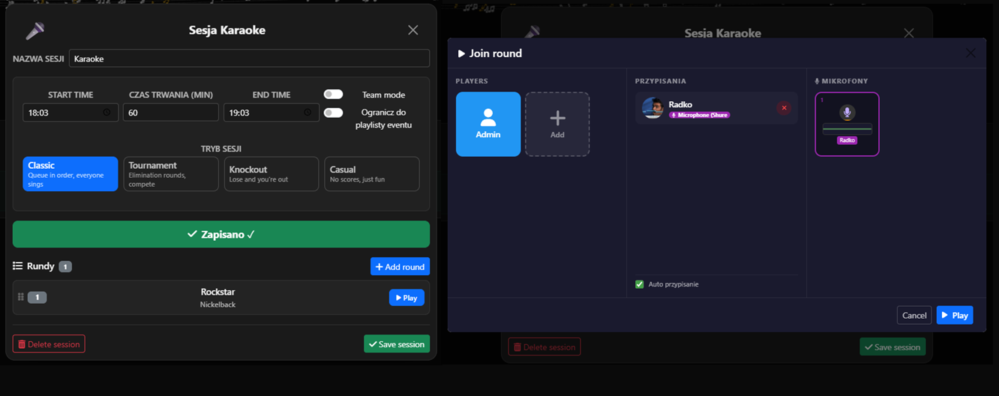 Sesja Karaoke
NAZWA SESJI Karaoke
START TIME CZAS TRWANIA (MIN) END TIME
18:03 60 19:03
Team mode
Ogranicz do
playlisty eventu
TRYB SESJI
Classic
Queue in order, everyone
sings
Tournament
Elimination rounds,
compete
Knockout
Lose and you're out
Casual
No scores, just fun
✓ Zapisano ✓
Rundy 1
+ Add round
1
Rockstar
Nickelback
Play
Delete session
Save session
Sesja Karaoke
Join round
PLAYERS
Admin
Add
PRZYPISANIA
Radko
Microphone (Shure
Auto przypisanie
MIKROFONY
1
Radko
Cancel
Play
Delete session
Save session